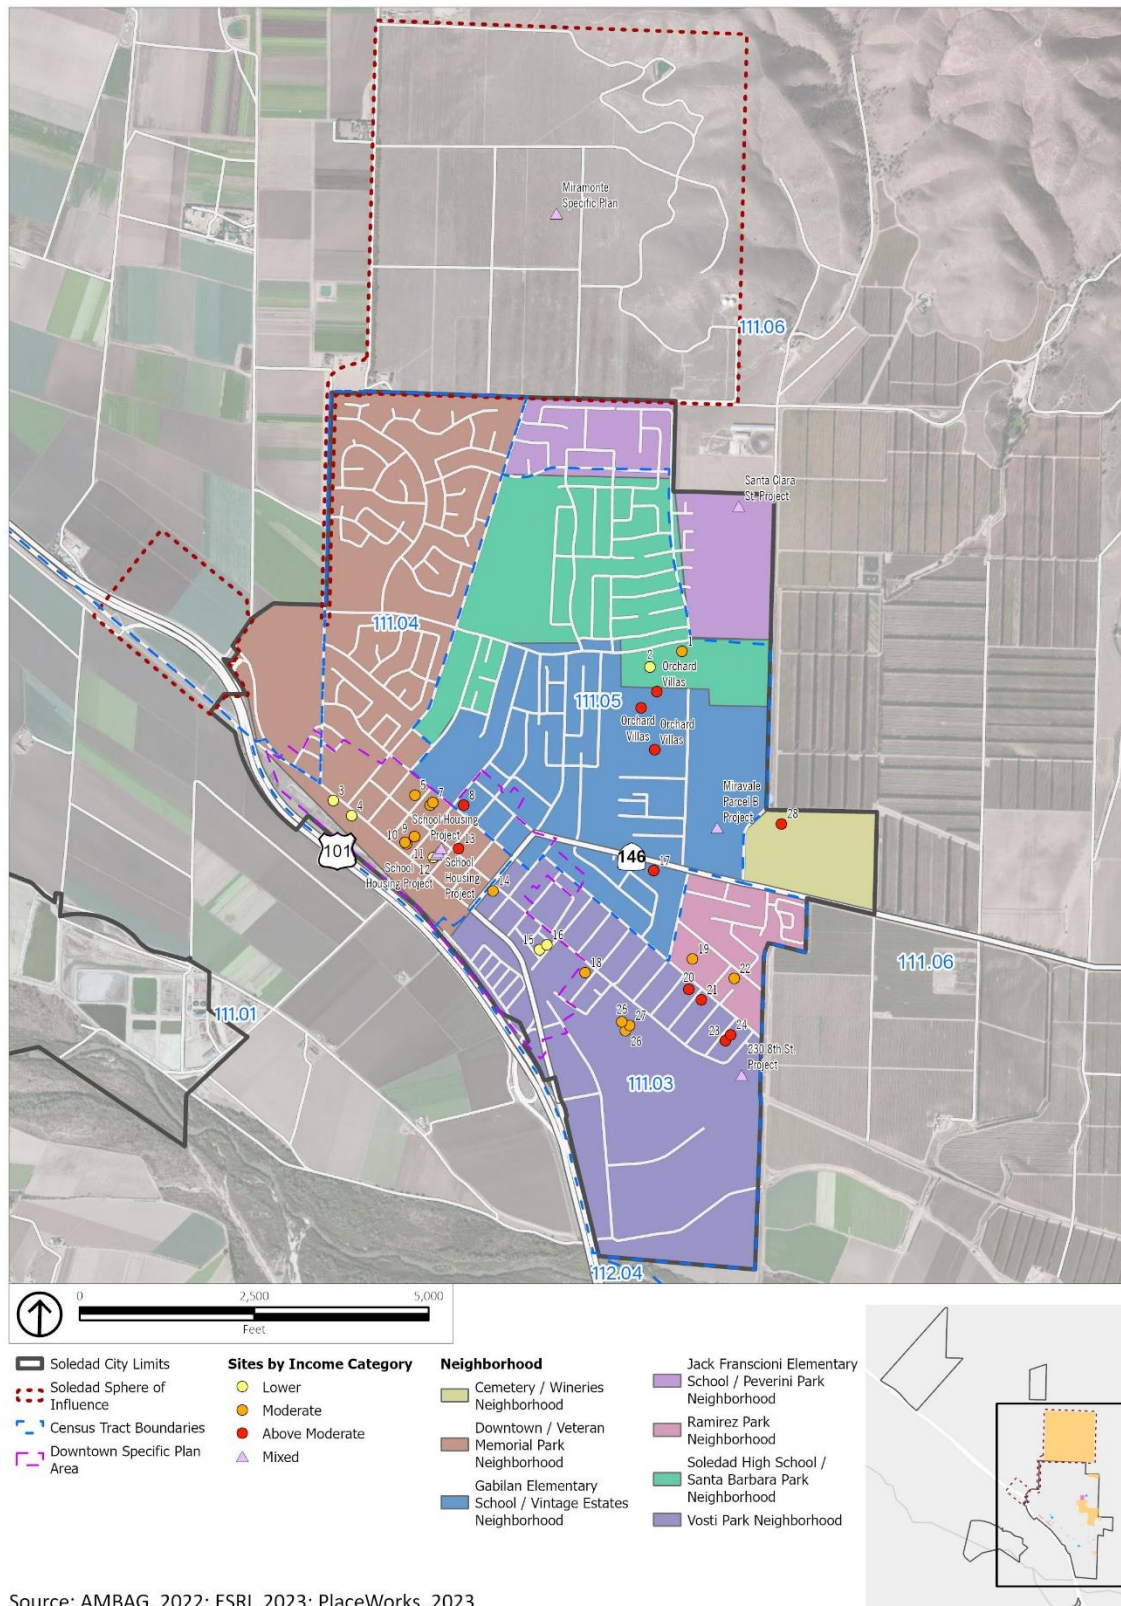 Miramonte
Specific Plan
111.06
Santa Clara
St. Project
111.04
1
2
Orchard
Villas
111.05
Orchard
Villas
Orchard
Villas
3
4
5
7
8
School Housing
Project
9
10
11
12
13
School
Housing Project
School
Housing
Project
101
14
Miravale
Parcel B
Project
28
146
17
15
16
18
19
20
21
22
111.06
111.01
25
27
26
23
24
230 8th St.
Project
111.03
112.04
0
2,500
5,000
Feet
Soledad City Limits
Soledad Sphere of
Influence
Census Tract Boundaries
Downtown Specific Plan
Area
Sites by Income Category
Lower
Moderate
Above Moderate
Mixed
Neighborhood
Cemetery / Wineries
Neighborhood
Downtown / Veteran
Memorial Park
Neighborhood
Gabilan Elementary
School / Vintage Estates
Neighborhood
Jack Franscioni Elementary
School / Peverini Park
Neighborhood
Ramirez Park
Neighborhood
Soledad High School /
Santa Barbara Park
Neighborhood
Vosti Park Neighborhood
Source: AMBAG, 2022; ESRI, 2023; PlaceWorks, 2023